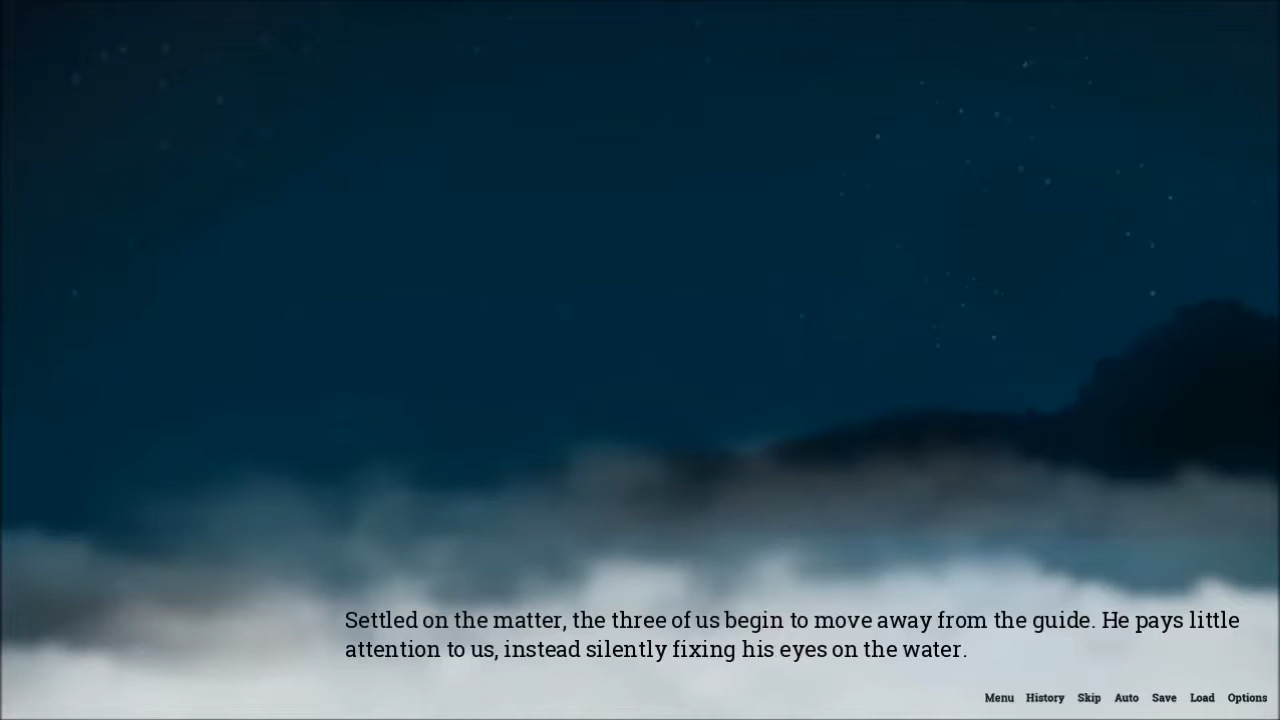 Settled on the matter, the three of us begin to move away from the guide. He pays little
attention to us, instead silently fixing his eyes on the water.
Menu History Skip Auto Save Load Options